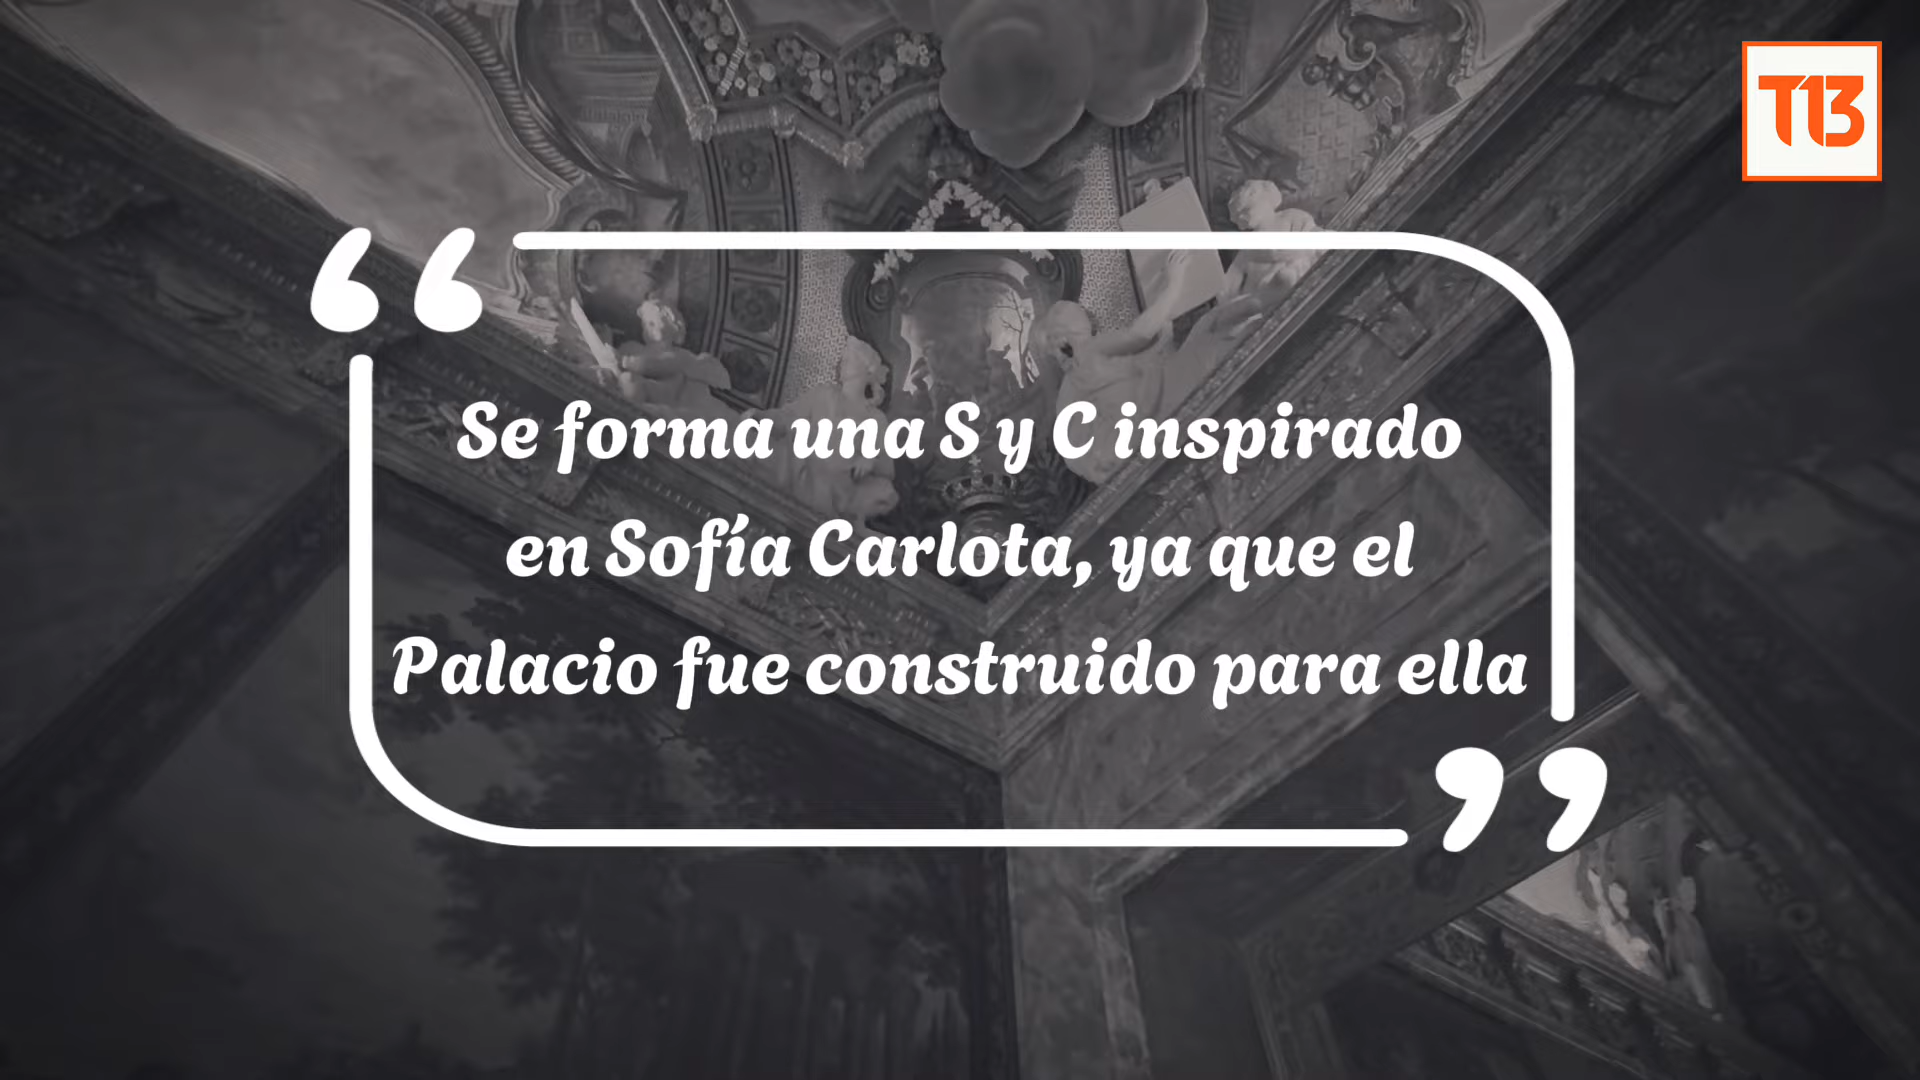 T13
Se forma una S y C inspirado
en Sofía Carlota, ya que el
Palacio fue construido para ella